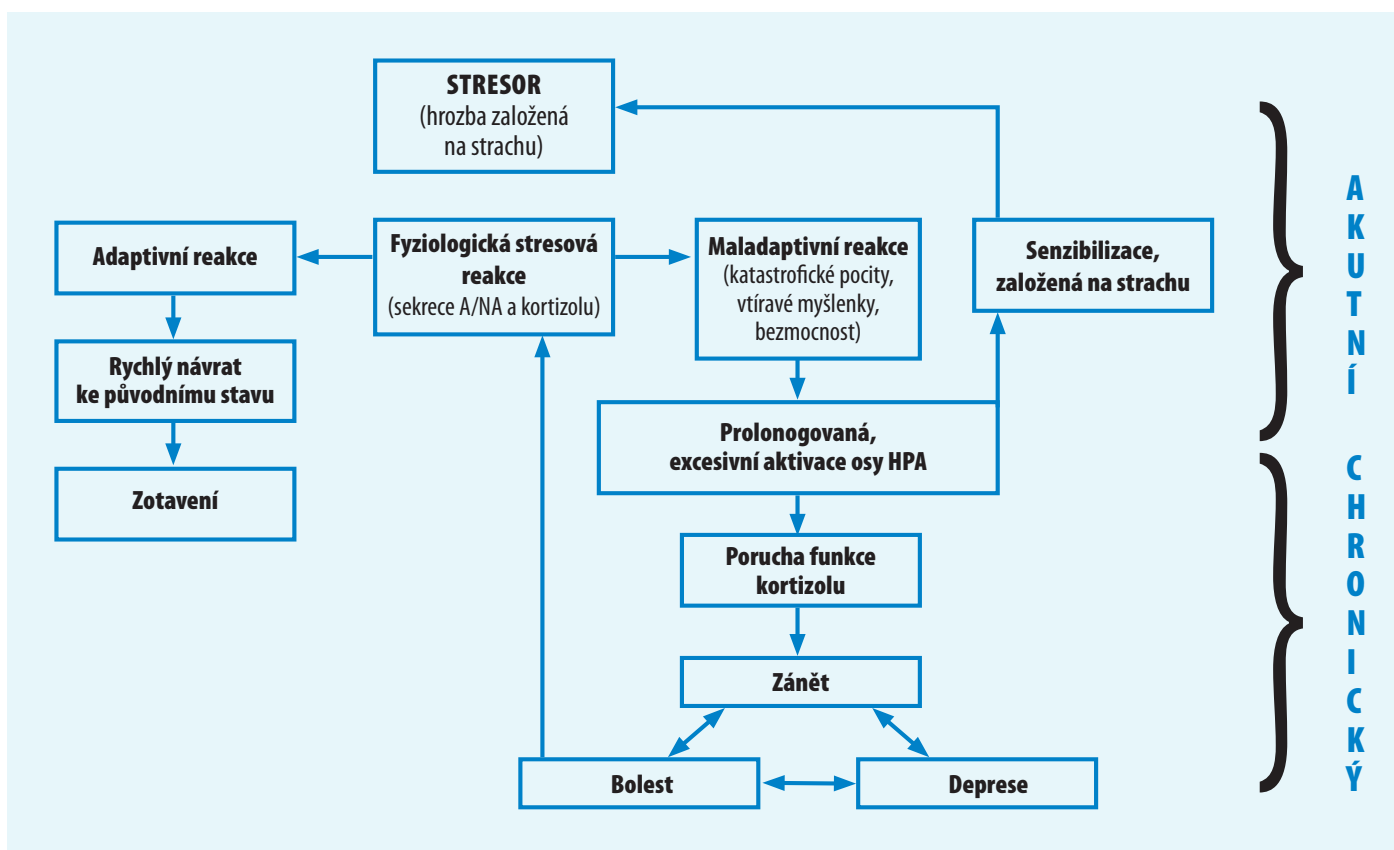 STRESOR
(hrozba založená
na strachu)
Adaptivní reakce
Fyziologická stresová
reakce
(sekrece A/NA a kortizolu)
Maladaptivní reakce
(katastrofické pocity,
vtíravé myšlenky,
bezmocnost)
Senzibilizace,
založená na strachu
Rychlý návrat
ke původnímu stavu
Zotavení
Prolonogovaná,
excesivní aktivace osy HPA
Porucha funkce
kortizolu
Zánět
Bolest
Deprese
AKUTNÍ
CHRONICKÝ